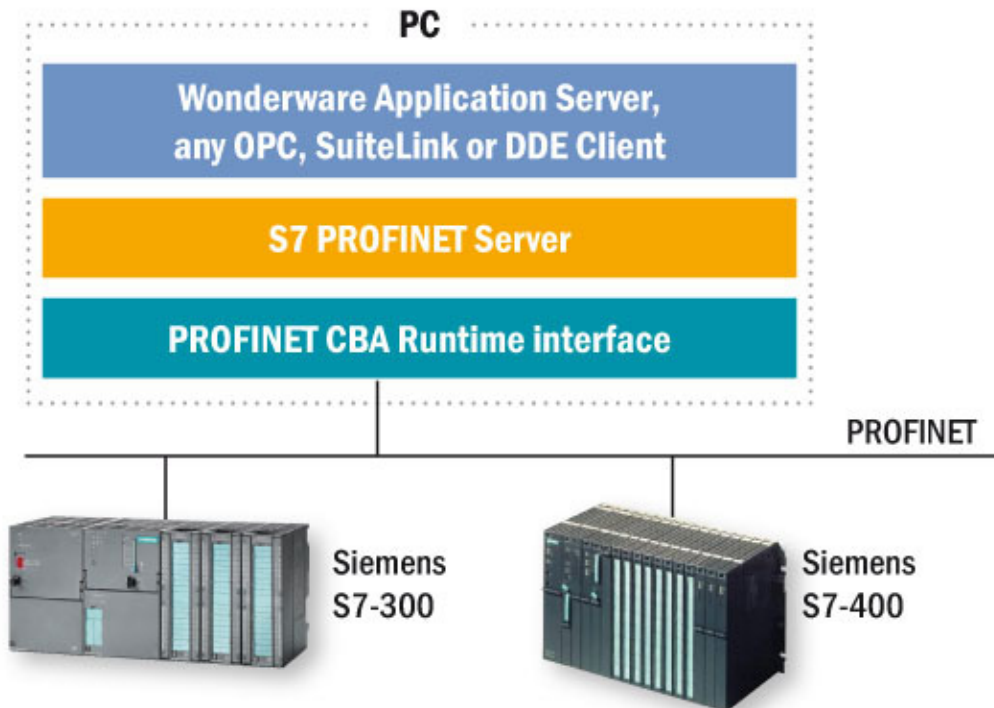 PC
Wonderware Application Server,
any OPC, SuiteLink or DDE Client
S7 PROFINET Server
PROFINET CBA Runtime interface
PROFINET
Siemens
S7-300
Siemens
S7-400